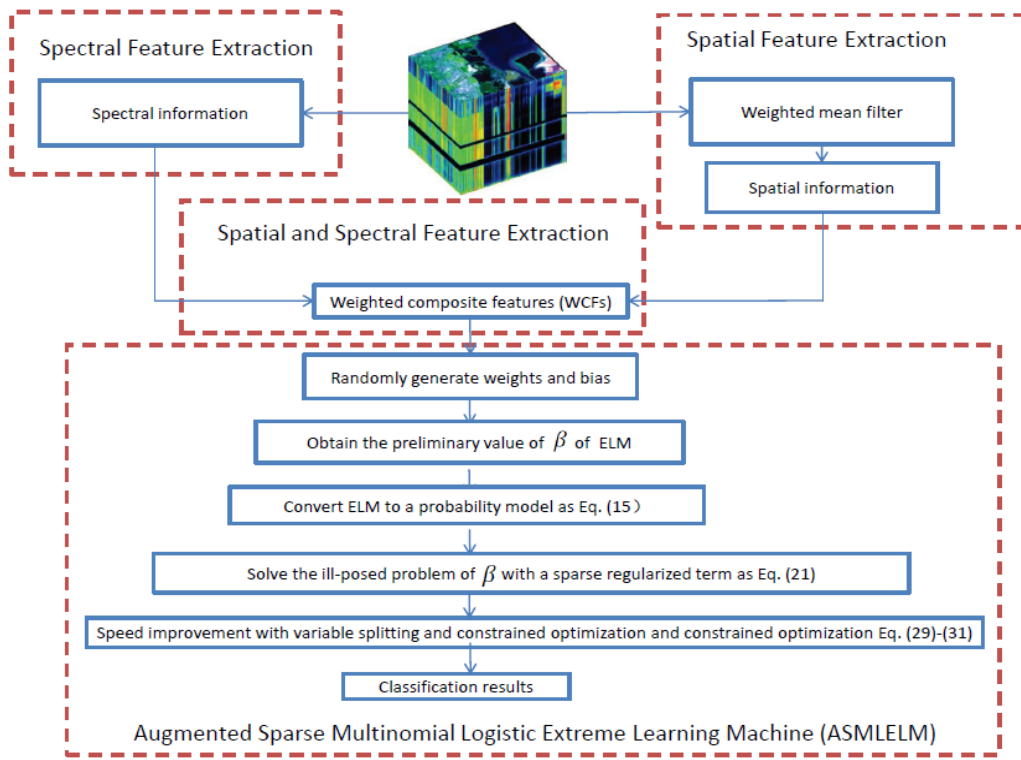 Spectral Feature Extraction
Spectral information
Spatial Feature Extraction
Weighted mean filter
Spatial information
Spatial and Spectral Feature Extraction
Weighted composite features (WCFs)
Randomly generate weights and bias
Obtain the preliminary value of β of ELM
Convert ELM to a probability model as Eq. (15）
Solve the ill-posed problem of β with a sparse regularized term as Eq. (21)
Speed improvement with variable splitting and constrained optimization and constrained optimization Eq. (29)-(31)
Classification results
Augmented Sparse Multinomial Logistic Extreme Learning Machine (ASMLELM)